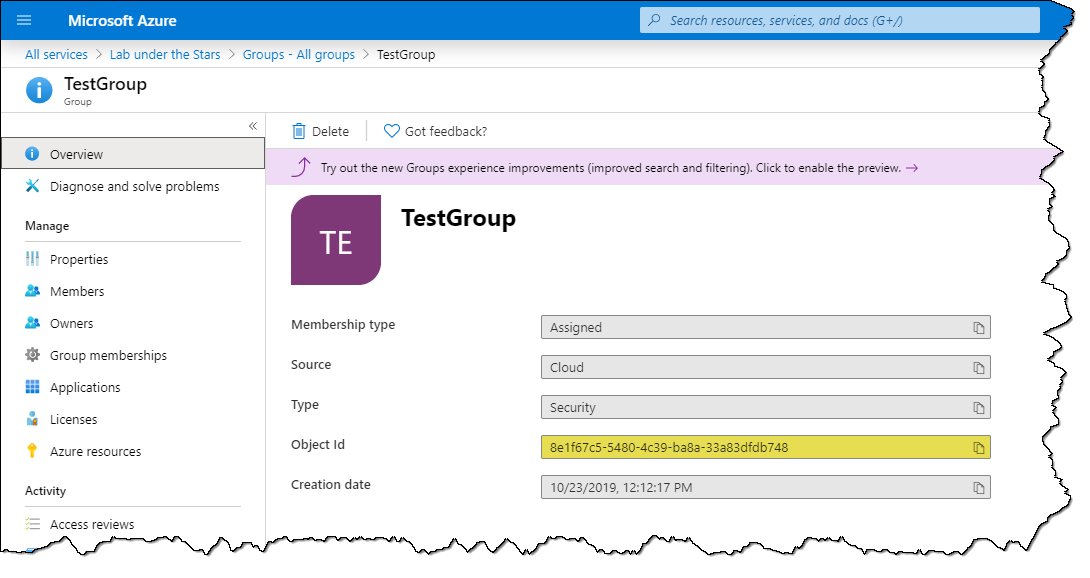 Microsoft Azure
Search resources, services, and docs (G+/)
All services > Lab under the Stars > Groups - All groups > TestGroup
i
TestGroup
Group
«
Delete
Got feedback?
i Overview
Try out the new Groups experience improvements (improved search and filtering). Click to enable the preview. →
Diagnose and solve problems
Manage
Properties
Members
Owners
Group memberships
Applications
Licenses
Azure resources
Activity
Access reviews
TE
TestGroup
Membership type Assigned
Source Cloud
Type Security
Object Id 8e1f67c5-5480-4c39-ba8a-33a83dfdb748
Creation date 10/23/2019, 12:12:17 PM